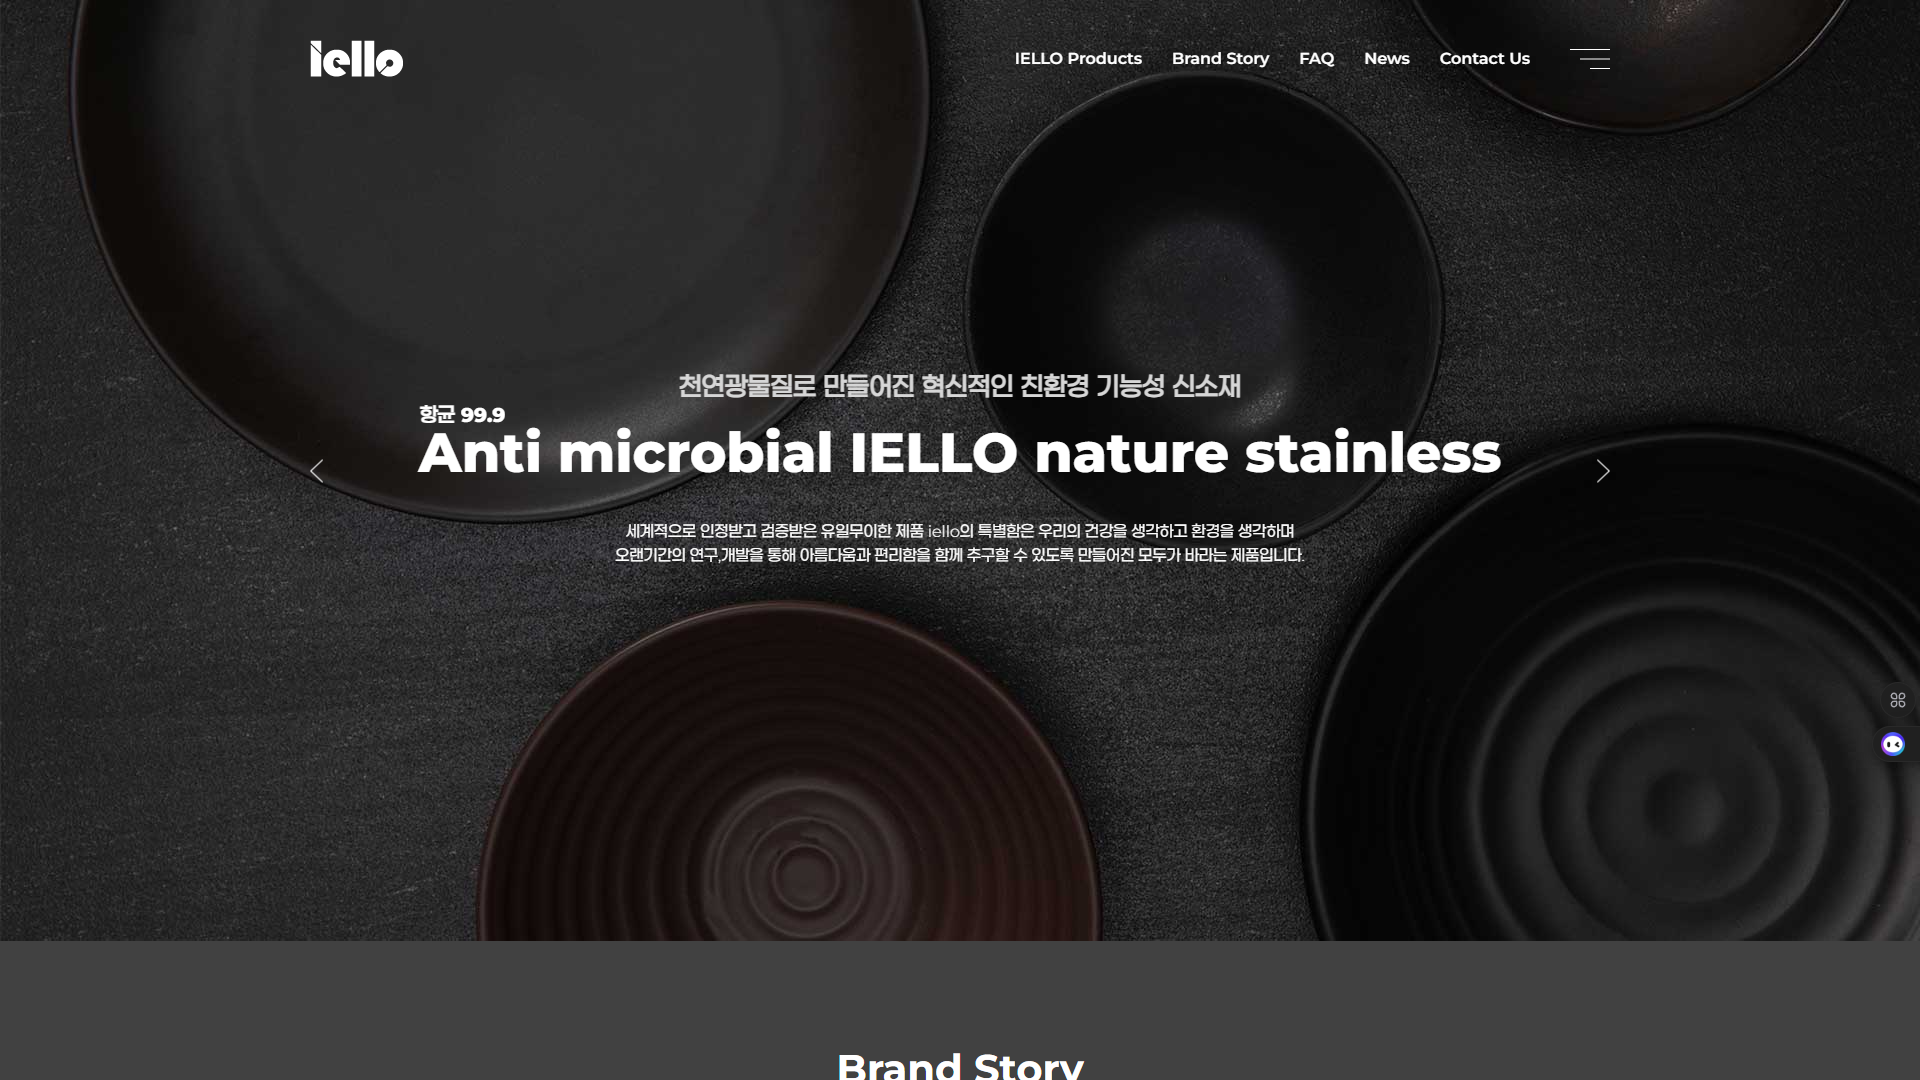 iello
IELLO Products
Brand Story
FAQ
News
Contact Us
천연광물질로 만들어진 혁신적인 친환경 기능성 신소재
항균 99.9
Anti microbial IELLO nature stainless
세계적으로 인정받고 검증받은 유일무이한 제품 iello의 특별함은 우리의 건강을 생각하고 환경을 생각하며
오랜기간의 연구,개발을 통해 아름다움과 편리함을 함께 추구할 수 있도록 만들어진 모두가 바라는 제품입니다.
Brand Story